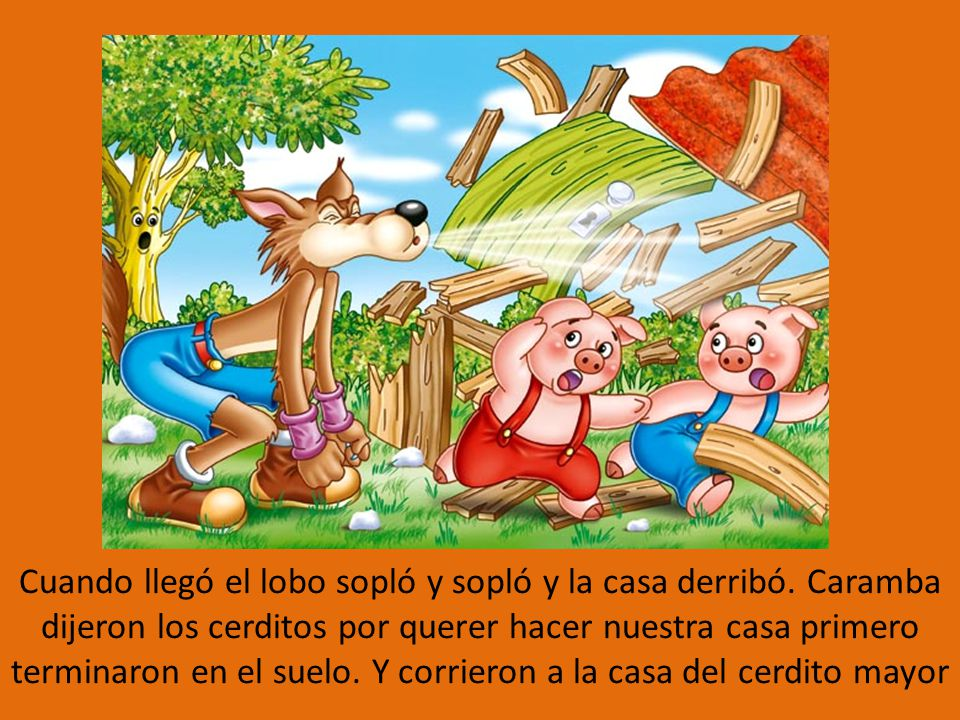 Cuando llegó el lobo sopló y sopló y la casa derribó. Caramba
dijeron los cerditos por querer hacer nuestra casa primero
terminaron en el suelo. Y corrieron a la casa del cerdito mayor